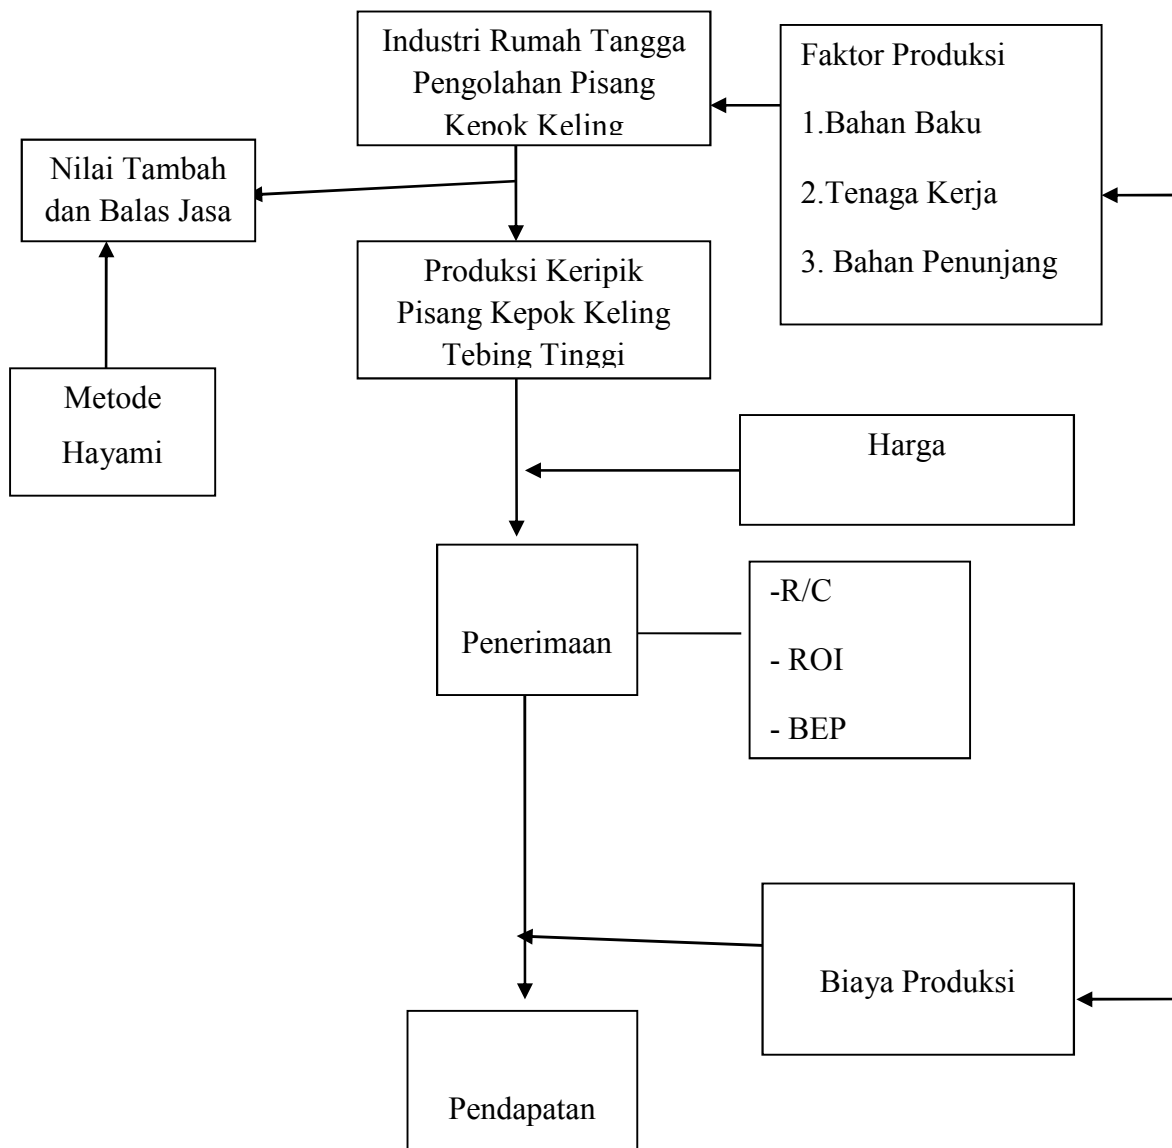 Industri Rumah Tangga
Pengolahan Pisang
Kepok Keling
Faktor Produksi
1.Bahan Baku
2.Tenaga Kerja
3. Bahan Penunjang
Nilai Tambah
dan Balas Jasa
Produksi Keripik
Pisang Kepok Keling
Tebing Tinggi
Metode
Hayami
Harga
Penerimaan
-R/C
- ROI
- BEP
Biaya Produksi
Pendapatan